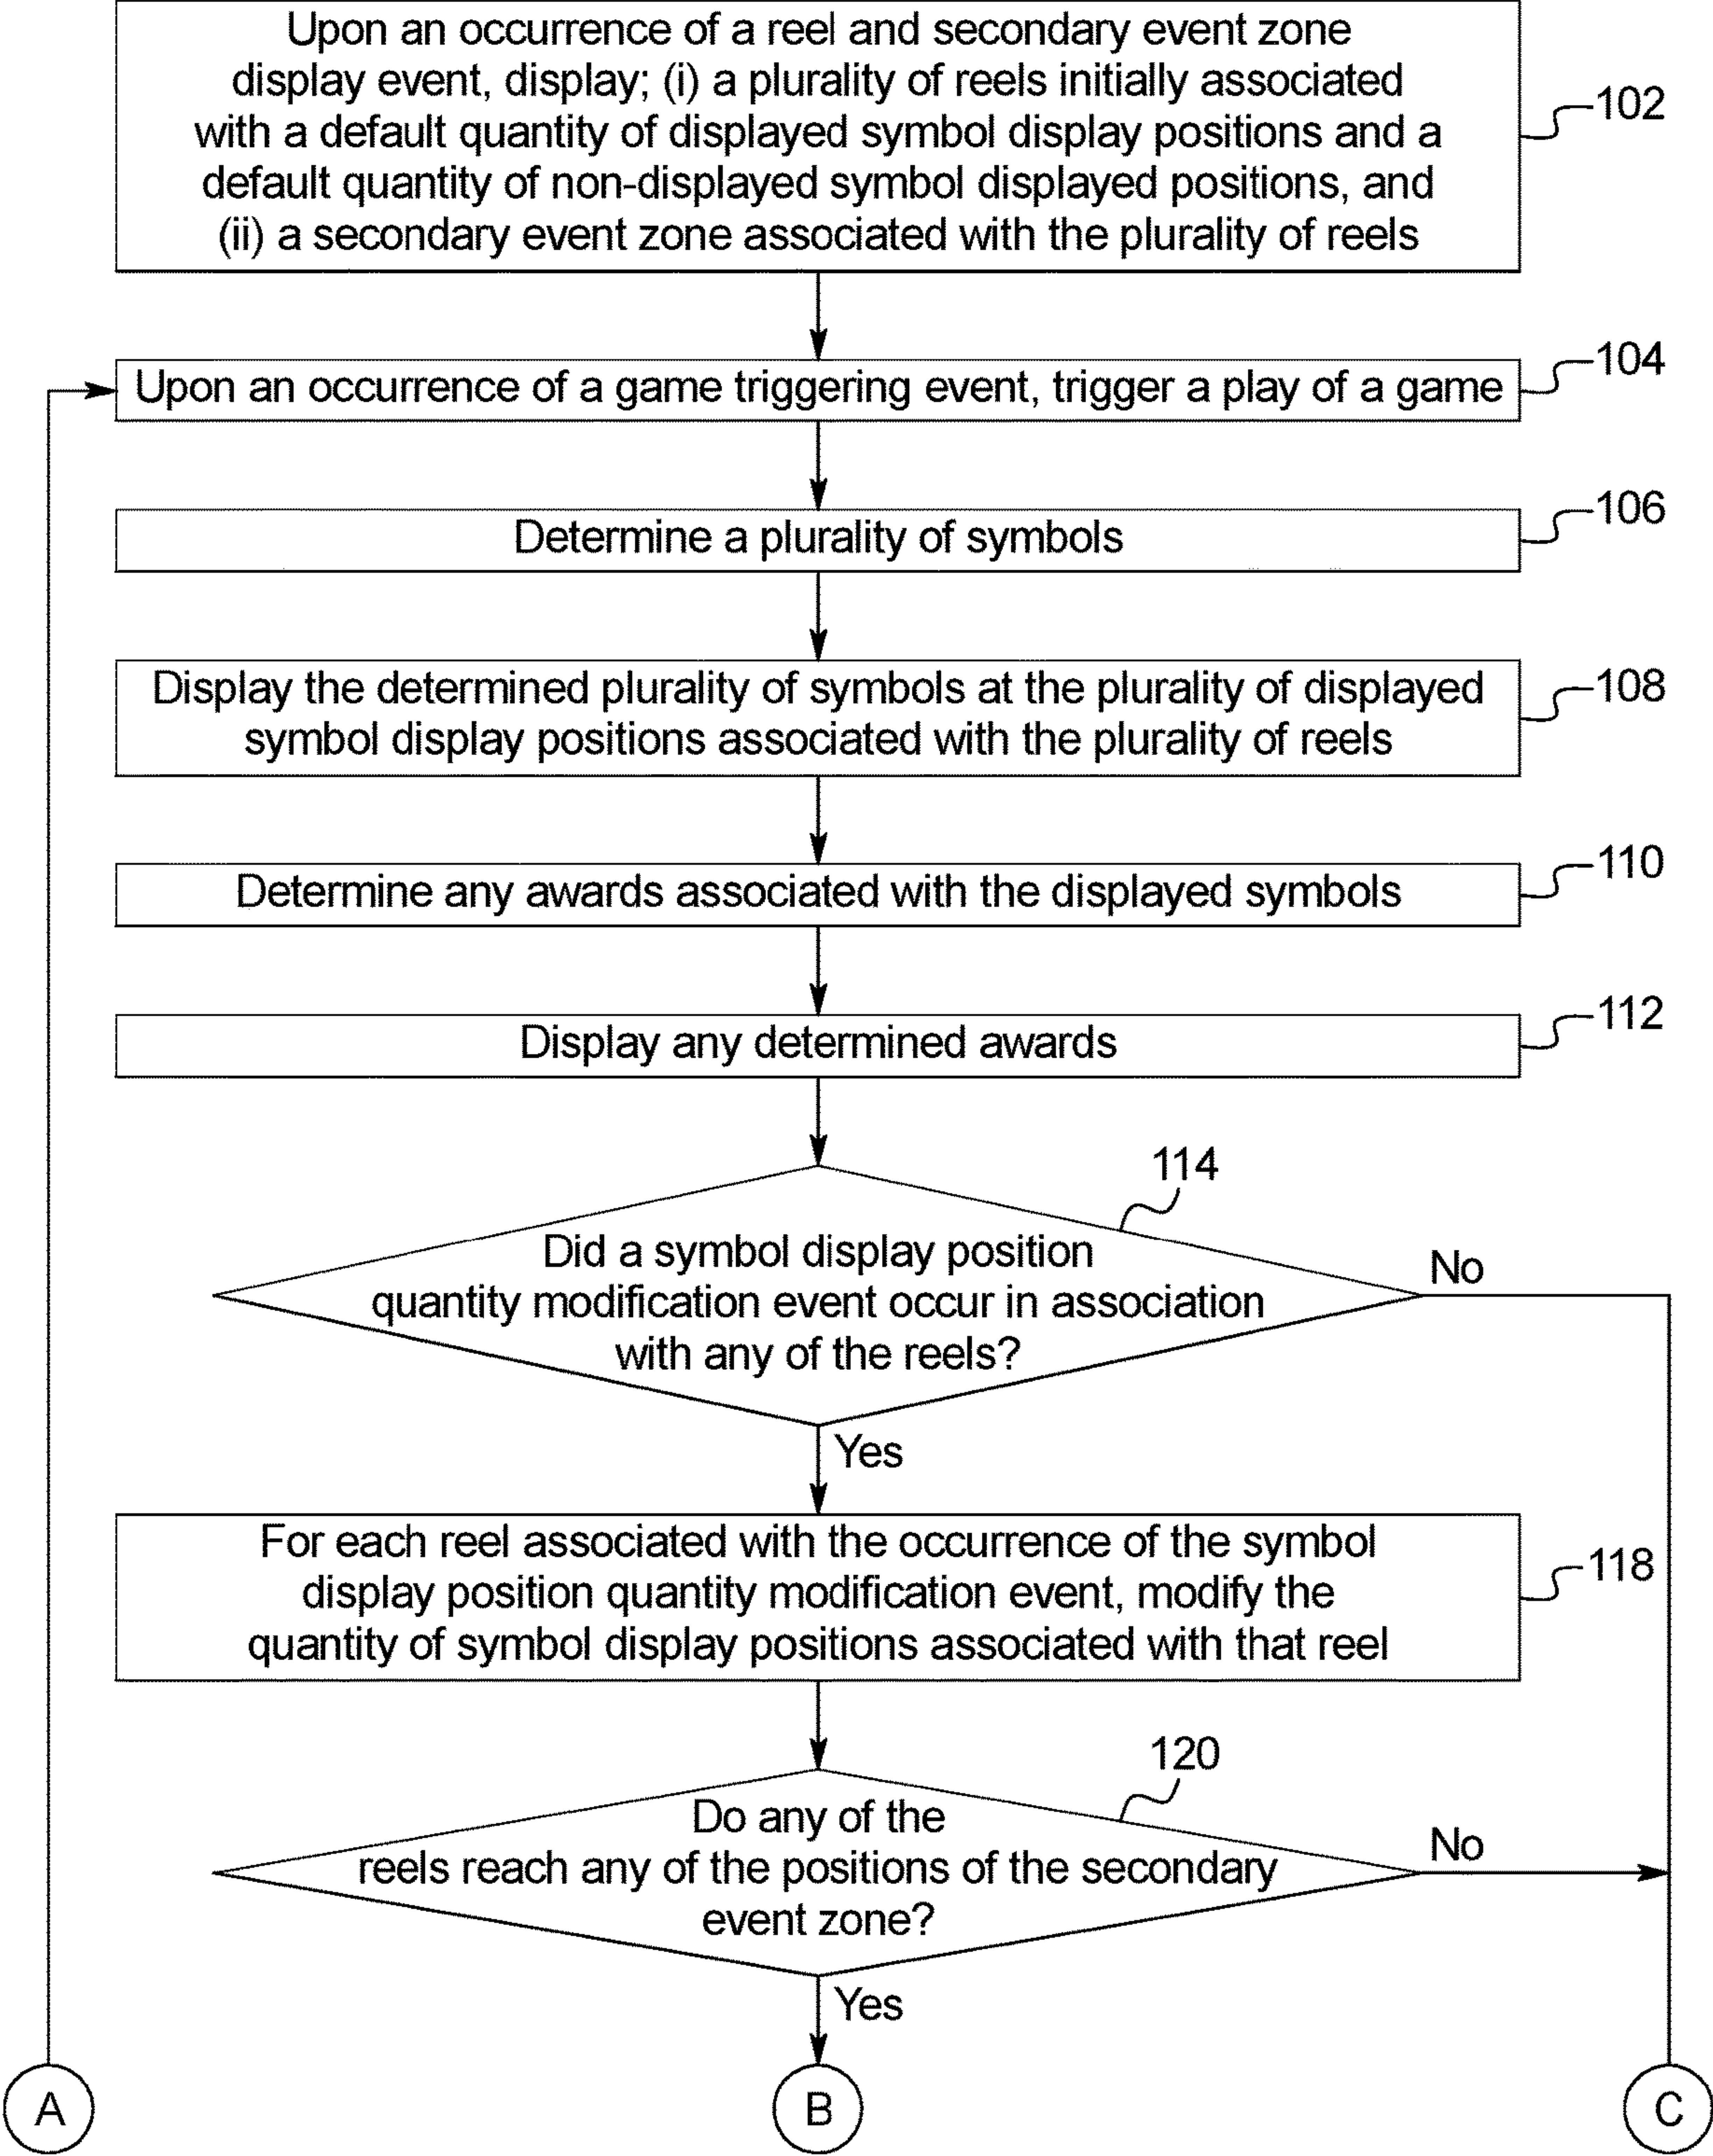 Upon an occurrence of a reel and secondary event zone
display event, display; (i) a plurality of reels initially associated
with a default quantity of displayed symbol display positions and a
default quantity of non-displayed symbol displayed positions, and
(ii) a secondary event zone associated with the plurality of reels
102
Upon an occurrence of a game triggering event, trigger a play of a game
104
Determine a plurality of symbols
106
Display the determined plurality of symbols at the plurality of displayed
symbol display positions associated with the plurality of reels
108
Determine any awards associated with the displayed symbols
110
Display any determined awards
112
114
Did a symbol display position
quantity modification event occur in association
with any of the reels?
No
Yes
For each reel associated with the occurrence of the symbol
display position quantity modification event, modify the
quantity of symbol display positions associated with that reel
118
120
Do any of the
reels reach any of the positions of the secondary
event zone?
No
Yes
A
B
C